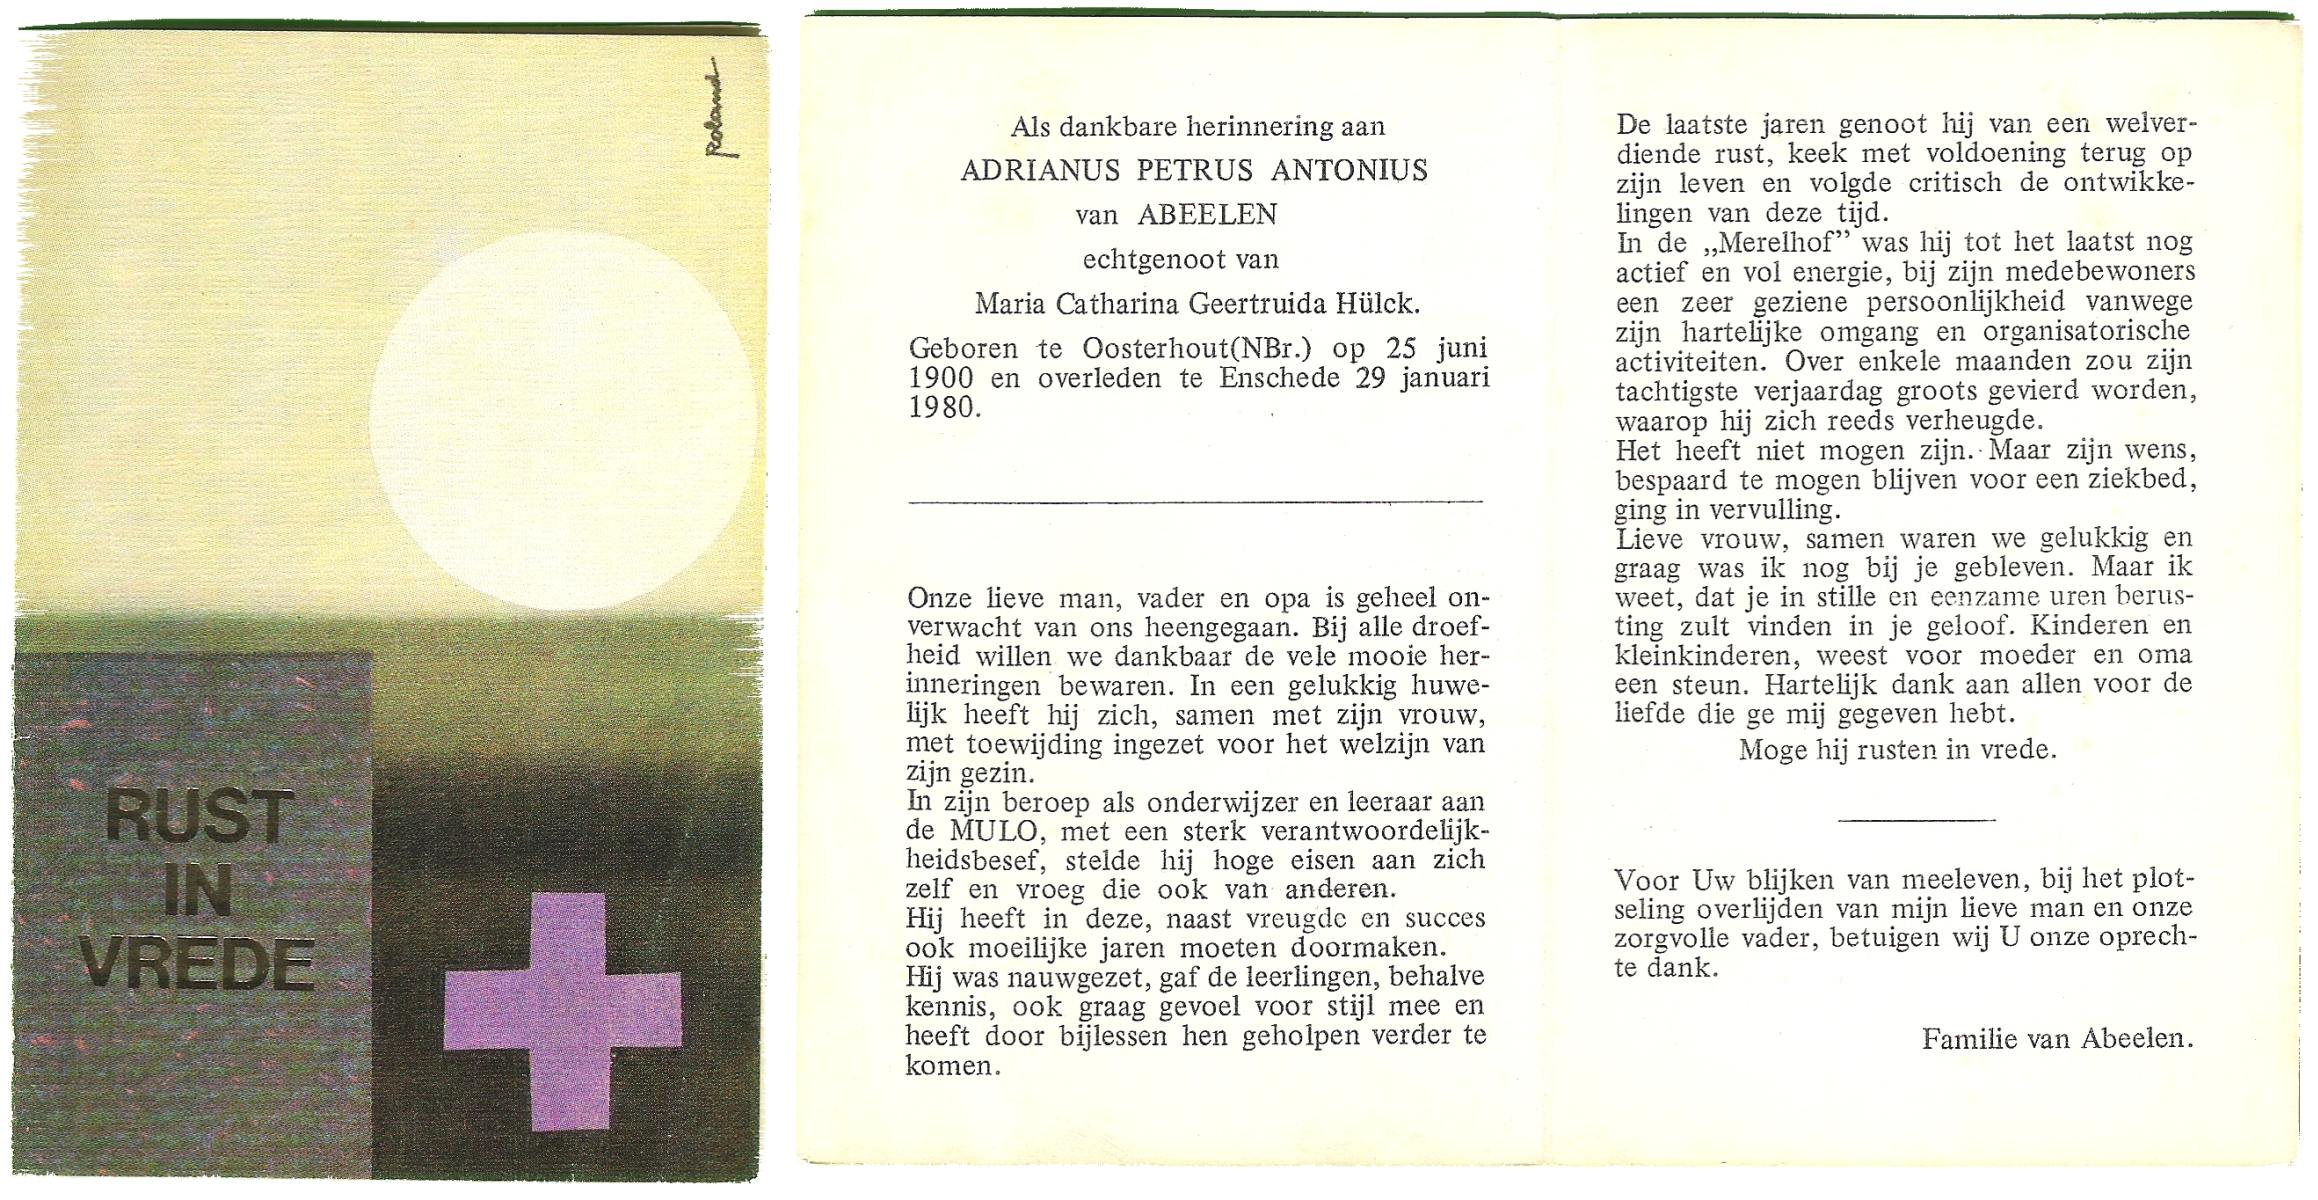 Roland
RUST
IN
VREDE
Als dankbare herinnering aan
ADRIANUS PETRUS ANTONIUS
van ABEELEN
echtgenoot van
Maria Catharina Geertruida Hülck.
Geboren te Oosterhout(NBr.) op 25 juni
1900 en overleden te Enschede 29 januari
1980.
Onze lieve man, vader en opa is geheel on-
verwacht van ons heengegaan. Bij alle droef-
heid willen we dankbaar de vele mooie her-
inneringen bewaren. In een gelukkig huwe-
lijk heeft hij zich, samen met zijn vrouw,
met toewijding ingezet voor het welzijn van
zijn gezin.
In zijn beroep als onderwijzer en leeraar aan
de MULO, met een sterk verantwoordelijk-
heidsbesef, stelde hij hoge eisen aan zich
zelf en vroeg die ook van anderen.
Hij heeft in deze, naast vreugde en succes
ook moeilijke jaren moeten doormaken.
Hij was nauwgezet, gaf de leerlingen, behalve
kennis, ook graag gevoel voor stijl mee en
heeft door bijlessen hen geholpen verder te
komen.
De laatste jaren genoot hij van een welver-
diende rust, keek met voldoening terug op
zijn leven en volgde critisch de ontwikke-
lingen van deze tijd.
In de „Merelhof” was hij tot het laatst nog
actief en vol energie, bij zijn medebewoners
een zeer geziene persoonlijkheid vanwege
zijn hartelijke omgang en organisatorische
activiteiten. Over enkele maanden zou zijn
tachtigste verjaardag groots gevierd worden,
waarop hij zich reeds verheugde.
Het heeft niet mogen zijn. Maar zijn wens,
bespaard te mogen blijven voor een ziekbed,
ging in vervulling.
Lieve vrouw, samen waren we gelukkig en
graag was ik nog bij je gebleven. Maar ik
weet, dat je in stille en eenzame uren berus-
ting zult vinden in je geloof. Kinderen en
kleinkinderen, weest voor moeder en oma
een steun. Hartelijk dank aan allen voor de
liefde die ge mij gegeven hebt.
Moge hij rusten in vrede.
Voor Uw blijken van meeleven, bij het plot-
seling overlijden van mijn lieve man en onze
zorgvolle vader, betuigen wij U onze oprech-
te dank.
Familie van Abeelen.